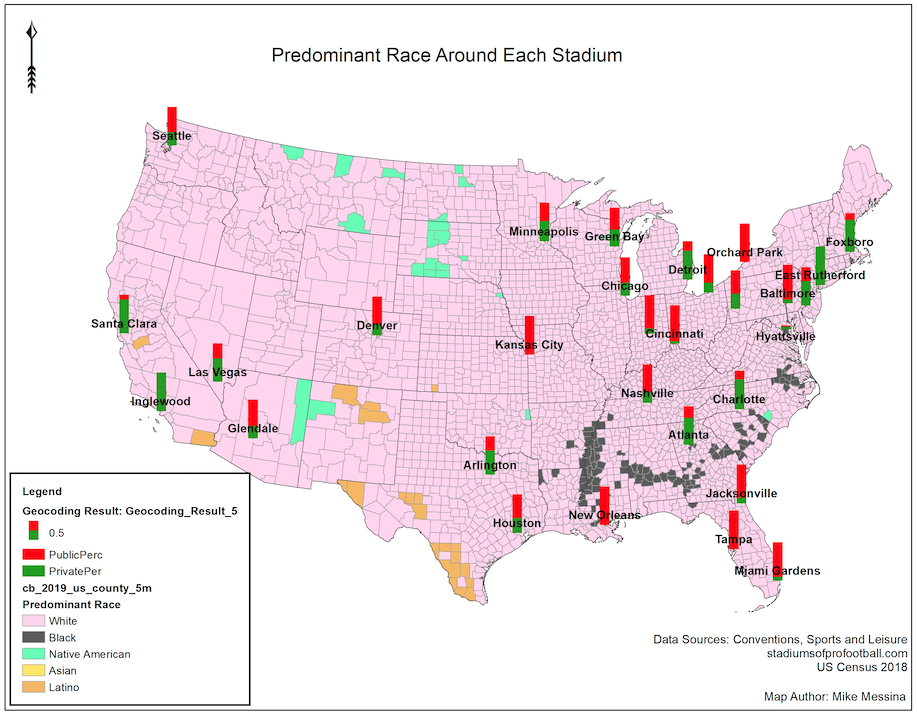 Predominant Race Around Each Stadium
Seattle
Minneapolis
Green Bay
Foxboro
Orchard Park
Detroit
East Rutherford
Chicago
Baltimore
Santa Clara
Denver
Cincinnati
Hyattsville
Kansas City
Las Vegas
Nashville
Inglewood
Charlotte
Glendale
Atlanta
Arlington
Jacksonville
New Orleans
Houston
Tampa
Miami Gardens
Legend
Geocoding Result: Geocoding_Result_5
0.5
PublicPerc
PrivatePer
cb_2019_us_county_5m
Predominant Race
White
Black
Native American
Asian
Latino
Data Sources: Conventions, Sports and Leisure
stadiumsofprofootball.com
US Census 2018
Map Author: Mike Messina